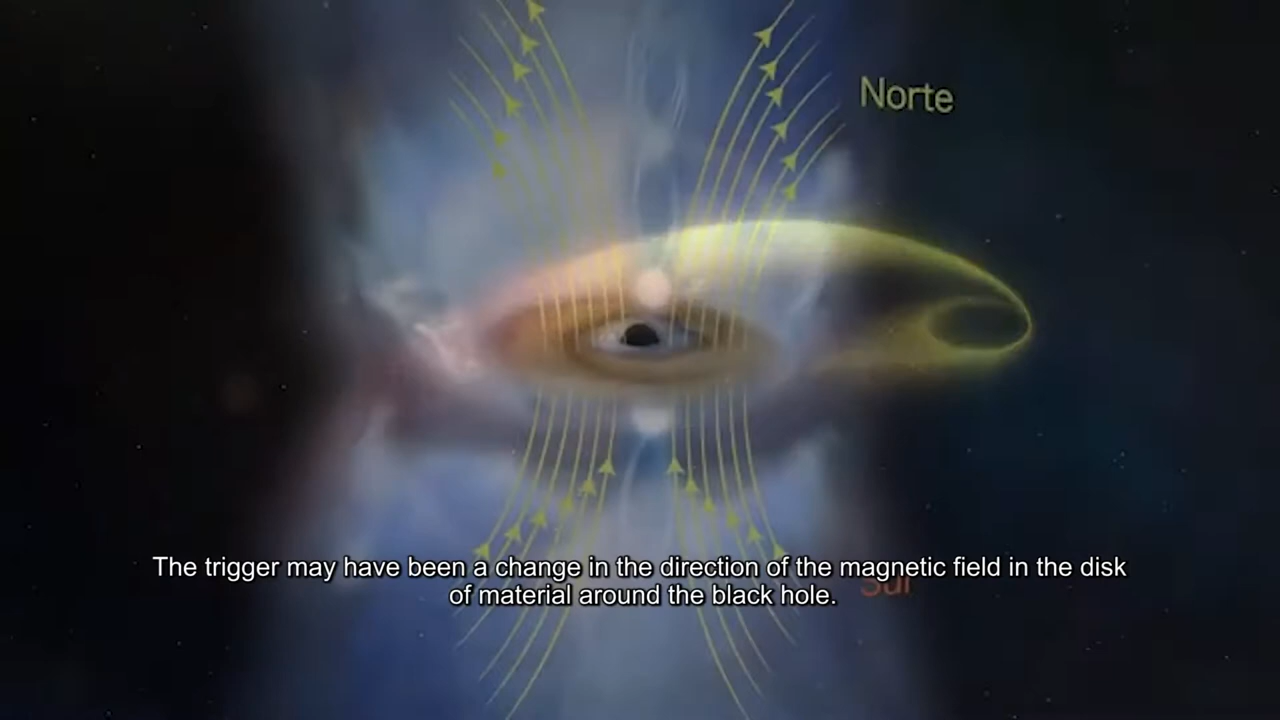 Norte
The trigger may have been a change in the direction of the magnetic field in the disk
Sul
of material around the black hole.